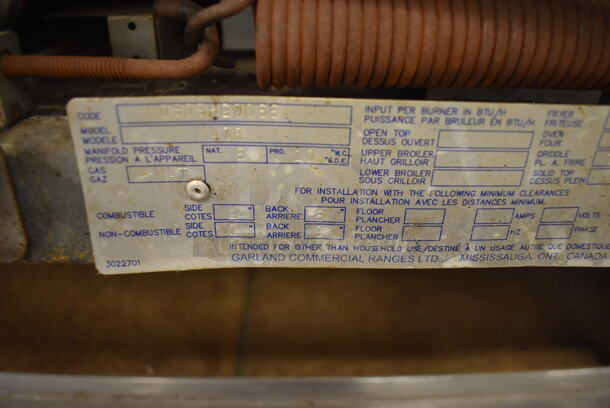 CODE
INPUT PER BURNER IN BTU/H
PUISSANCE PAR BRULEUR EN BTU/H.
FRYER
FRITEUSE
MODEL
MODELE
M47R
OPEN TOP
DESSUS OUVERT
OVEN
FOUR
MANIFOLD PRESSURE
PRESSION A L'APPAREIL
NAT.
PRO.
"W.C.
"C.D.E.
UPPER BROILER
HAUT GRILLOIR
GRIDDLE
PL. A. FRIRE
GAS
GAZ
LOWER BROILER
SOUS GRILLOIR
SOLID TOP
DESSUS PLEIN
FOR INSTALLATION WITH THE FOLLOWING MINIMUM CLEARANCES
POUR INSTALLATION AVEC LES DISTANCES MINIMUM.
COMBUSTIBLE
SIDE
COTES
BACK
ARRIERE
FLOOR
PLANCHER
AMPS
VOLTS
NON-COMBUSTIBLE
SIDE
COTES
BACK
ARRIERE
FLOOR
PLANCHER
HZ
PHASE
INTENDED FOR OTHER THAN HOUSEHOLD USE/DESTINÉ À UN USAGE AUTRE QUE DOMESTIQUE
3022701
GARLAND COMMERCIAL RANGES LTD., MISSISSAUGA, ONT. CANADA